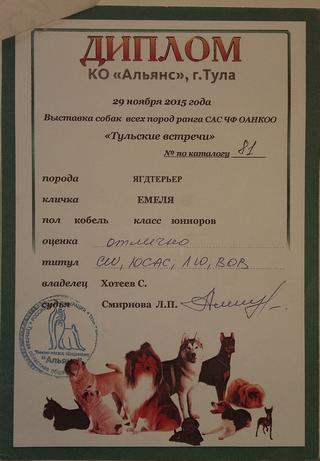 ДИПЛОМ
КО «Альянс», г.Тула
29 ноября 2015 года
Выставка собак всех пород ранга САС ЧФ ОАНКОО
«Тульские встречи»
№ по каталогу 81
порода ЯГДТЕРЬЕР
кличка ЕМЕЛЯ
пол кобель класс юниоров
оценка отлично
титул CW, ЮСАС, ЛЮ, BOB
владелец Хотеев С.
судья Смирнова Л.П.
"Альянс"